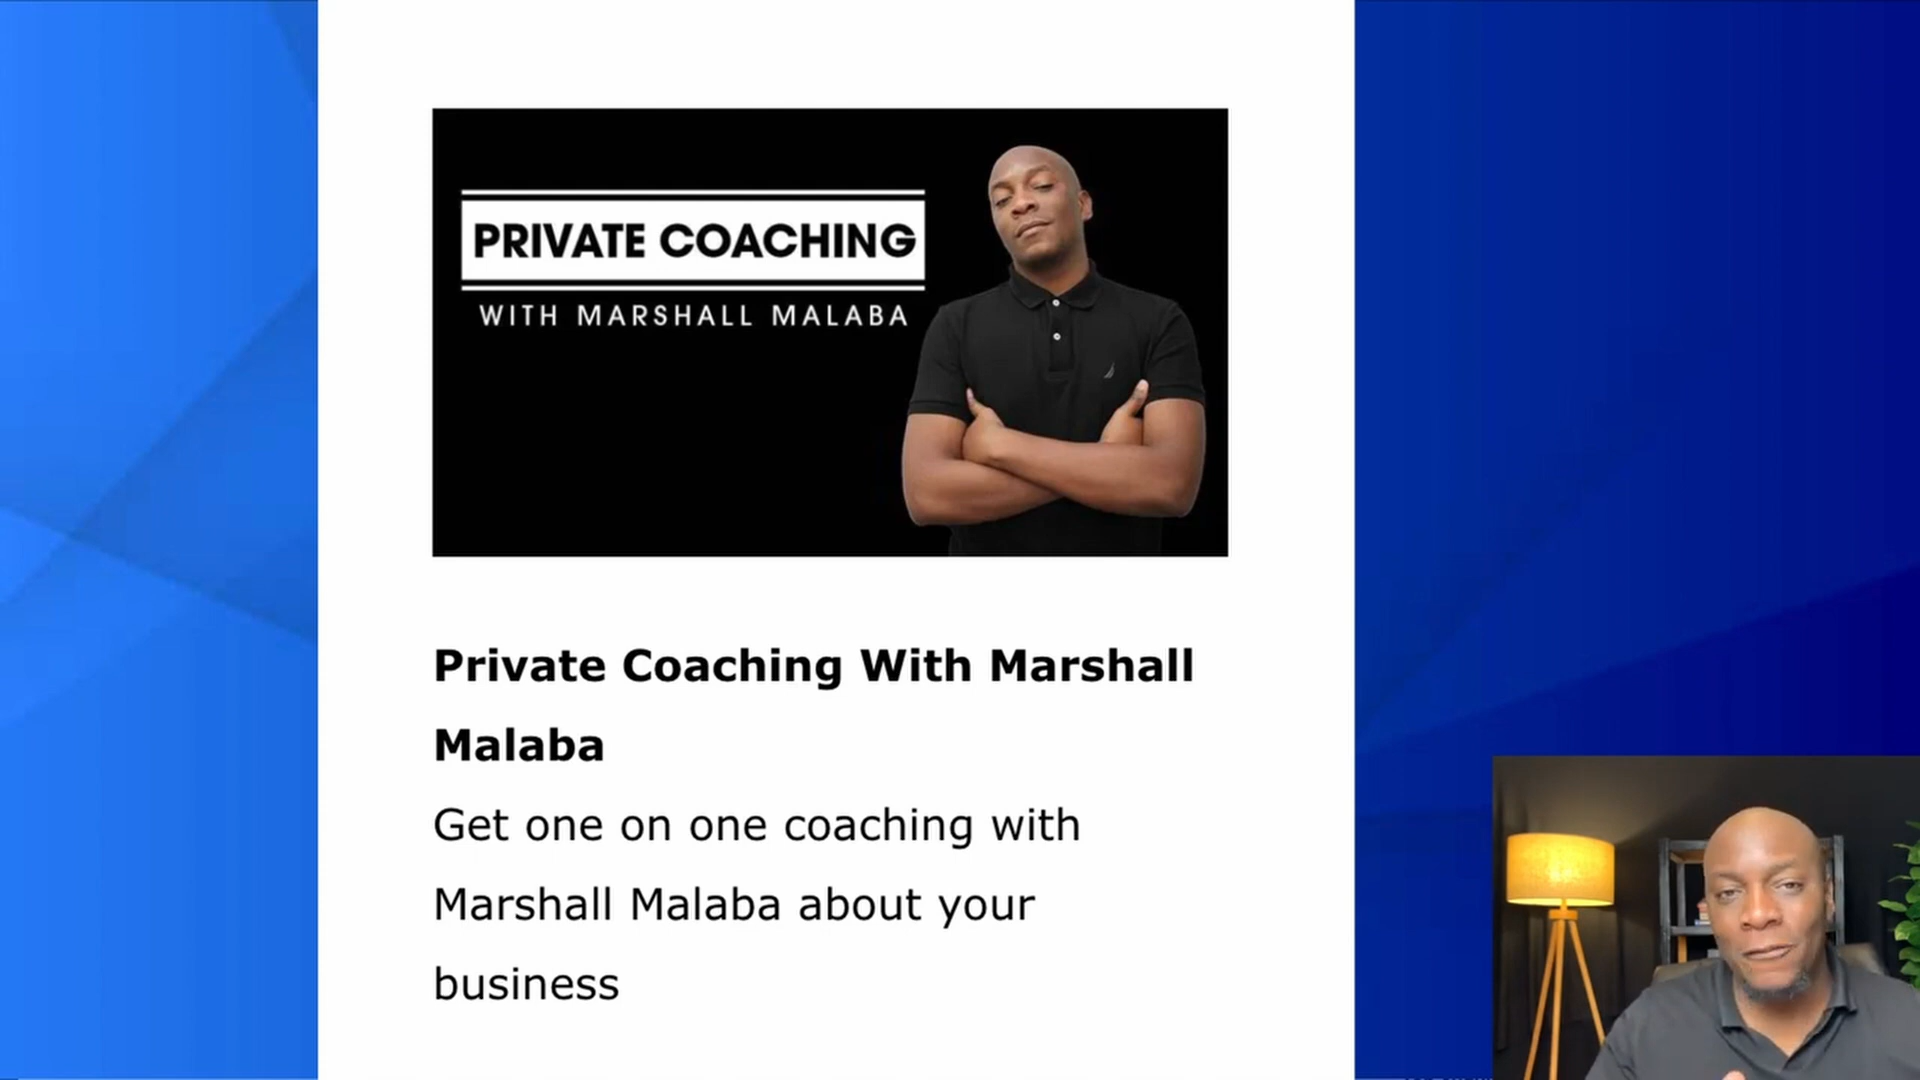 PRIVATE COACHING
WITH MARSHALL MALABA
Private Coaching With Marshall
Malaba
Get one on one coaching with
Marshall Malaba about your
business